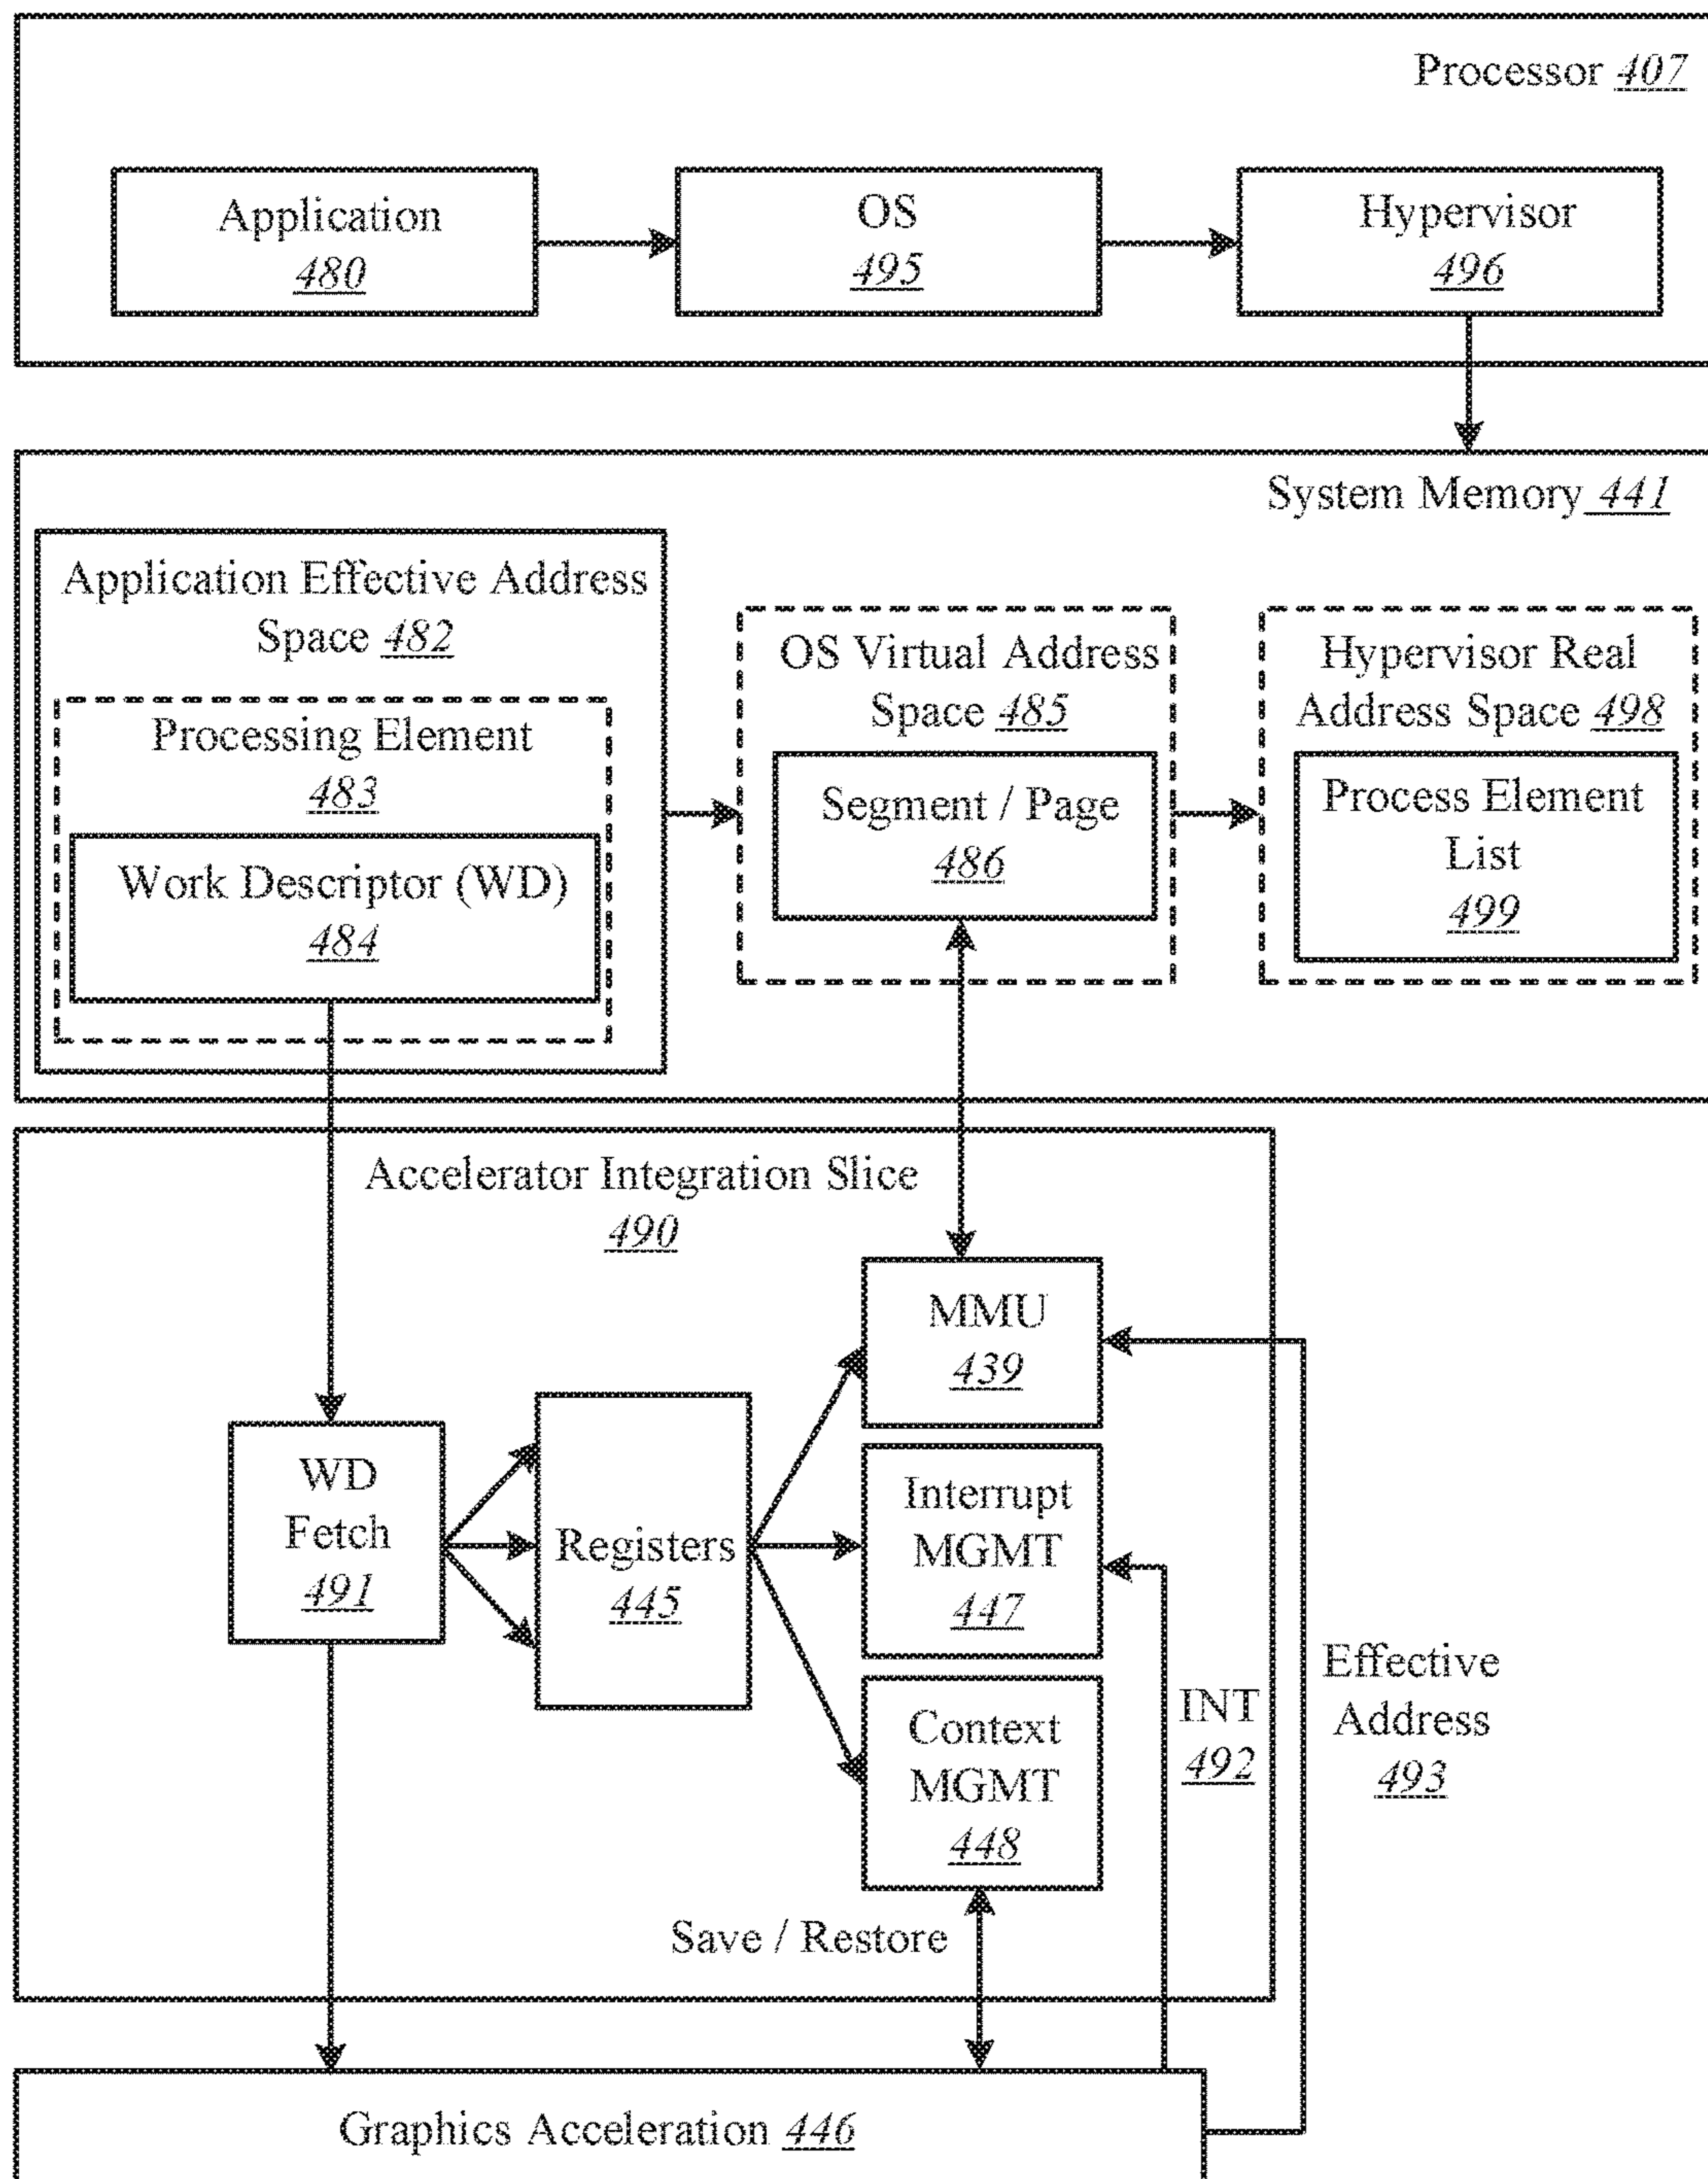 Processor 407
Application
480
OS
495
Hypervisor
496
System Memory 441
Application Effective Address
Space 482
Processing Element
483
Work Descriptor (WD)
484
OS Virtual Address
Space 485
Segment / Page
486
Hypervisor Real
Address Space 498
Process Element
List
499
Accelerator Integration Slice
490
MMU
439
WD
Fetch
491
Registers
445
Interrupt
MGMT
447
Context
MGMT
448
INT
492
Effective
Address
493
Save / Restore
Graphics Acceleration 446